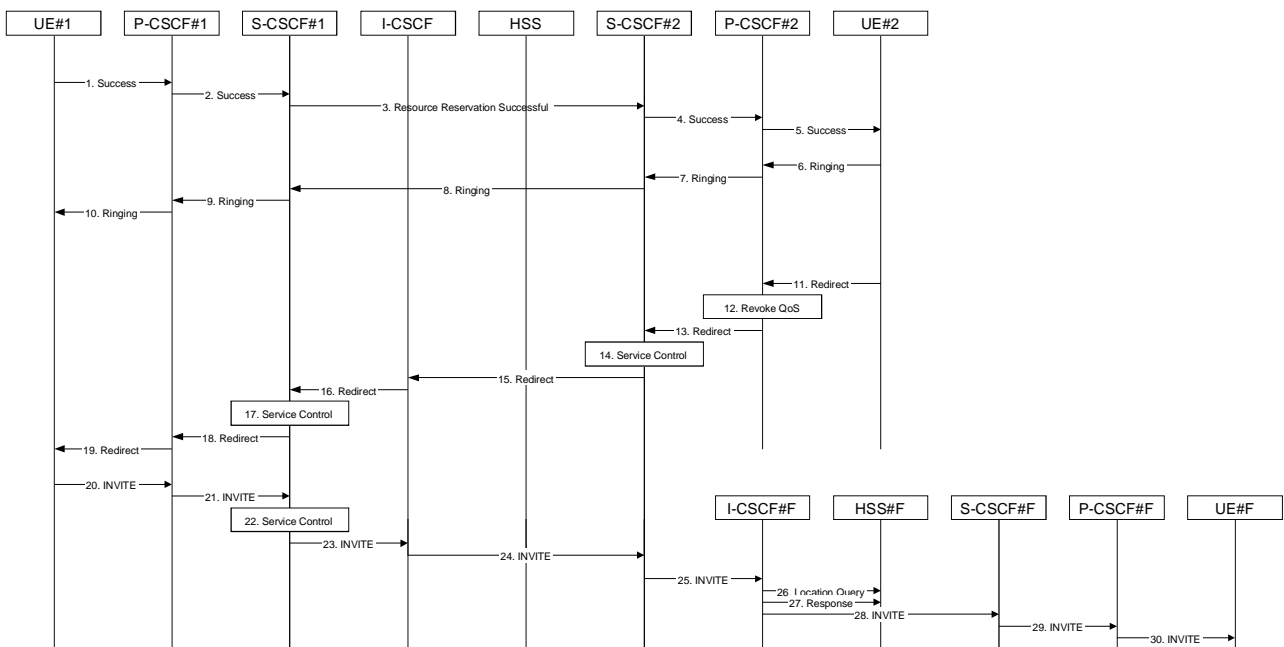 UE#1 P-CSCF#1 S-CSCF#1 I-CSCF HSS S-CSCF#2 P-CSCF#2 UE#2
1. Success
2. Success
3. Resource Reservation Successful
4. Success
5. Success
6. Ringing
7. Ringing
8. Ringing
9. Ringing
10. Ringing
11. Redirect
12. Revoke QoS
13. Redirect
14. Service Control
15. Redirect
16. Redirect
17. Service Control
18. Redirect
19. Redirect
20. INVITE
21. INVITE
I-CSCF#F HSS#F S-CSCF#F P-CSCF#F UE#F
22. Service Control
23. INVITE
24. INVITE
25. INVITE
26. Location Query
27. Response
28. INVITE
29. INVITE
30. INVITE